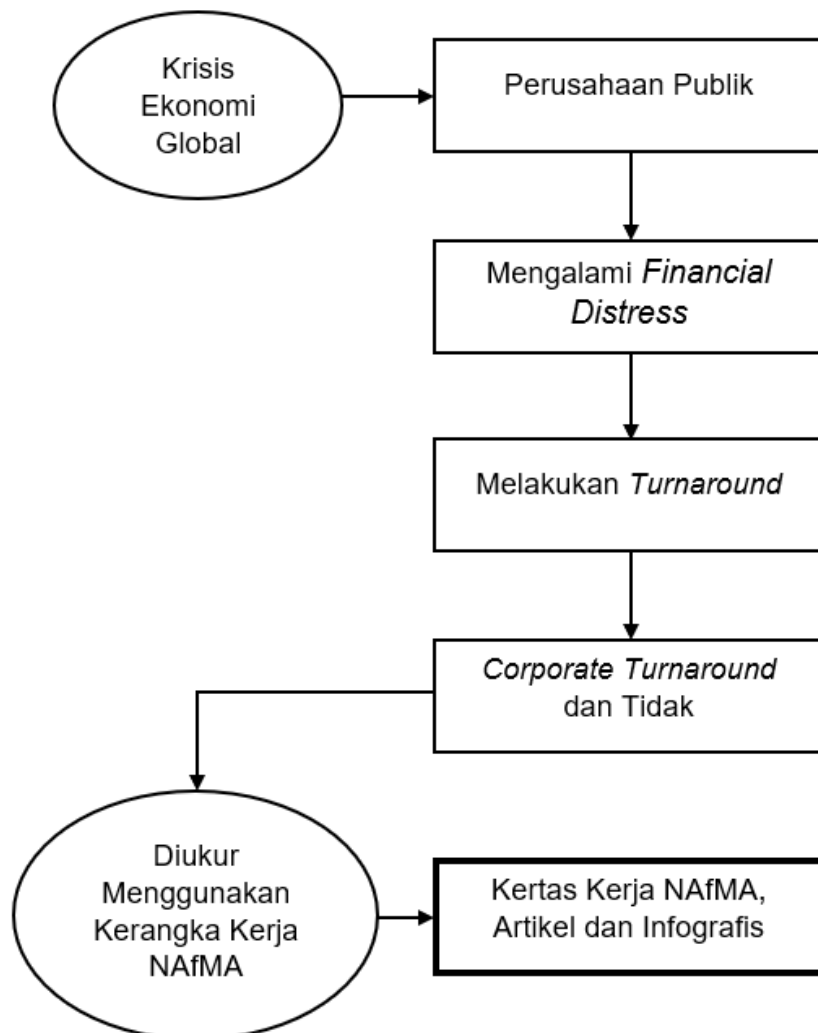 Krisis
Ekonomi
Global
Perusahaan Publik
Mengalami Financial
Distress
Melakukan Turnaround
Corporate Turnaround
dan Tidak
Diukur
Menggunakan
Kerangka Kerja
NAfMA
Kertas Kerja NAfMA,
Artikel dan Infografis